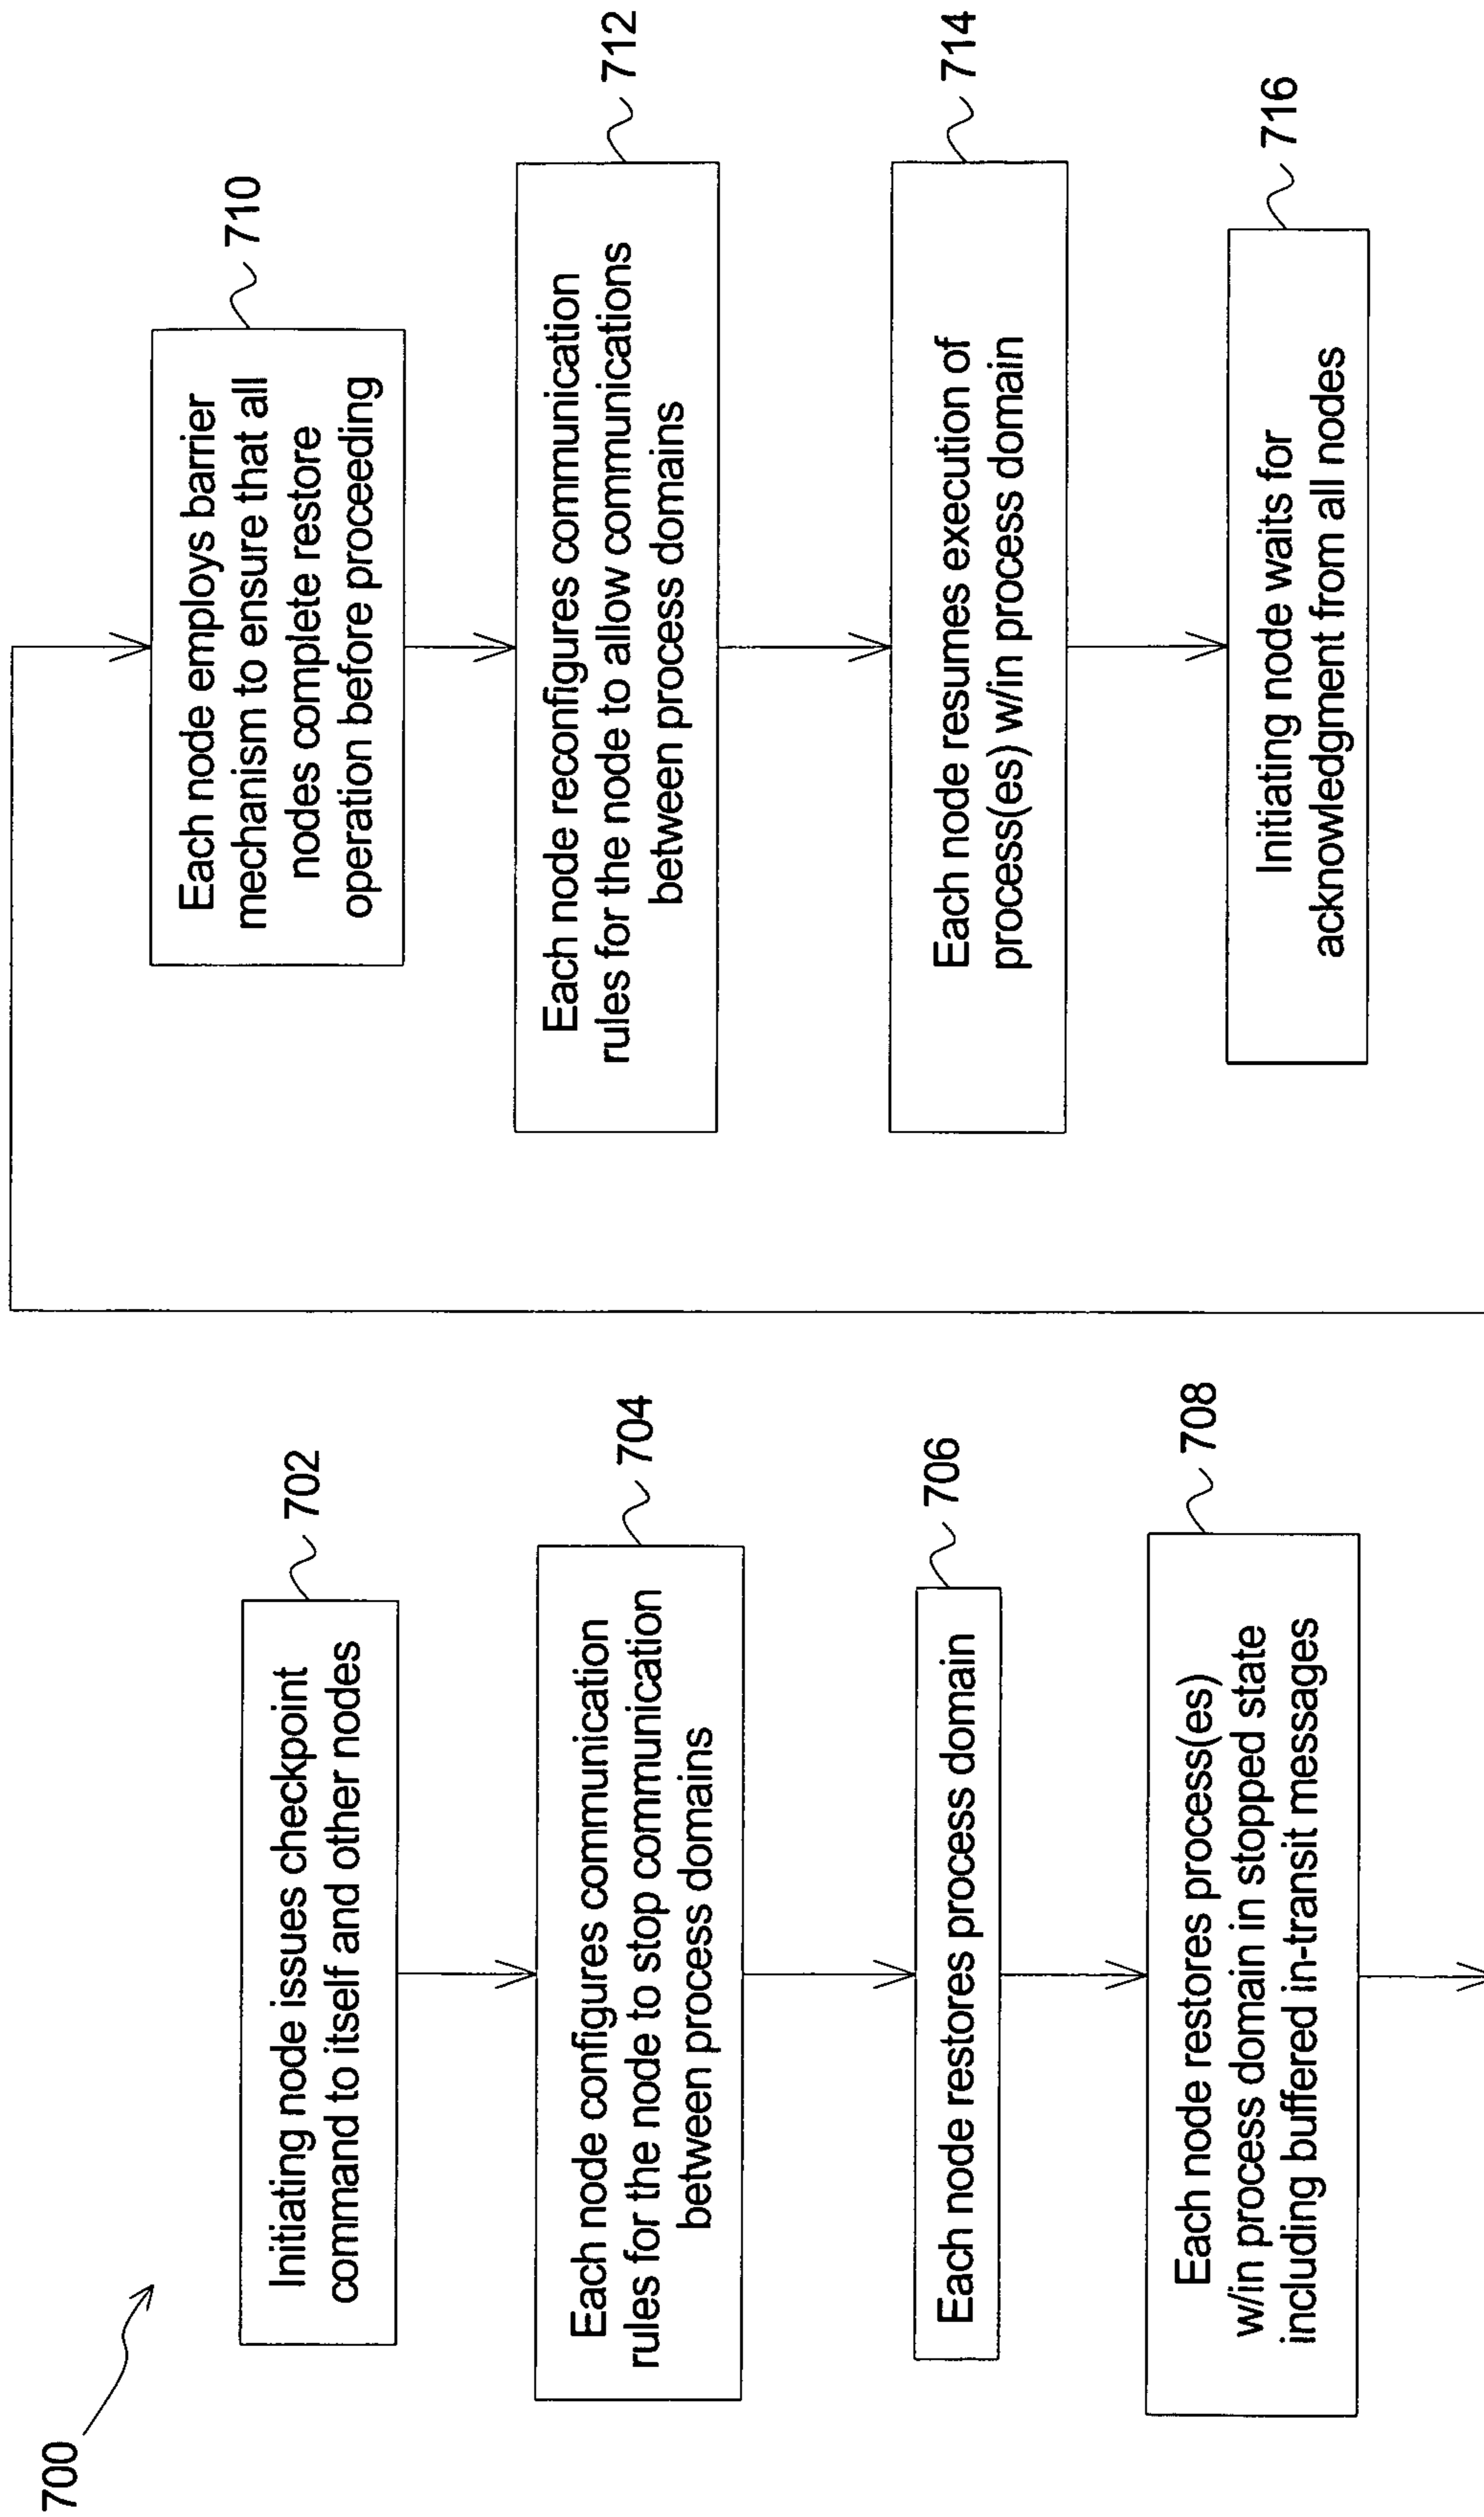 700
702
Initiating node issues checkpoint
command to itself and other nodes
704
Each node configures communication
rules for the node to stop communication
between process domains
706
Each node restores process domain
708
Each node restores process(es)
w/in process domain in stopped state
including buffered in-transit messages
710
Each node employs barrier
mechanism to ensure that all
nodes complete restore
operation before proceeding
712
Each node reconfigures communication
rules for the node to allow communications
between process domains
714
Each node resumes execution of
process(es) w/in process domain
716
Initiating node waits for
acknowledgment from all nodes